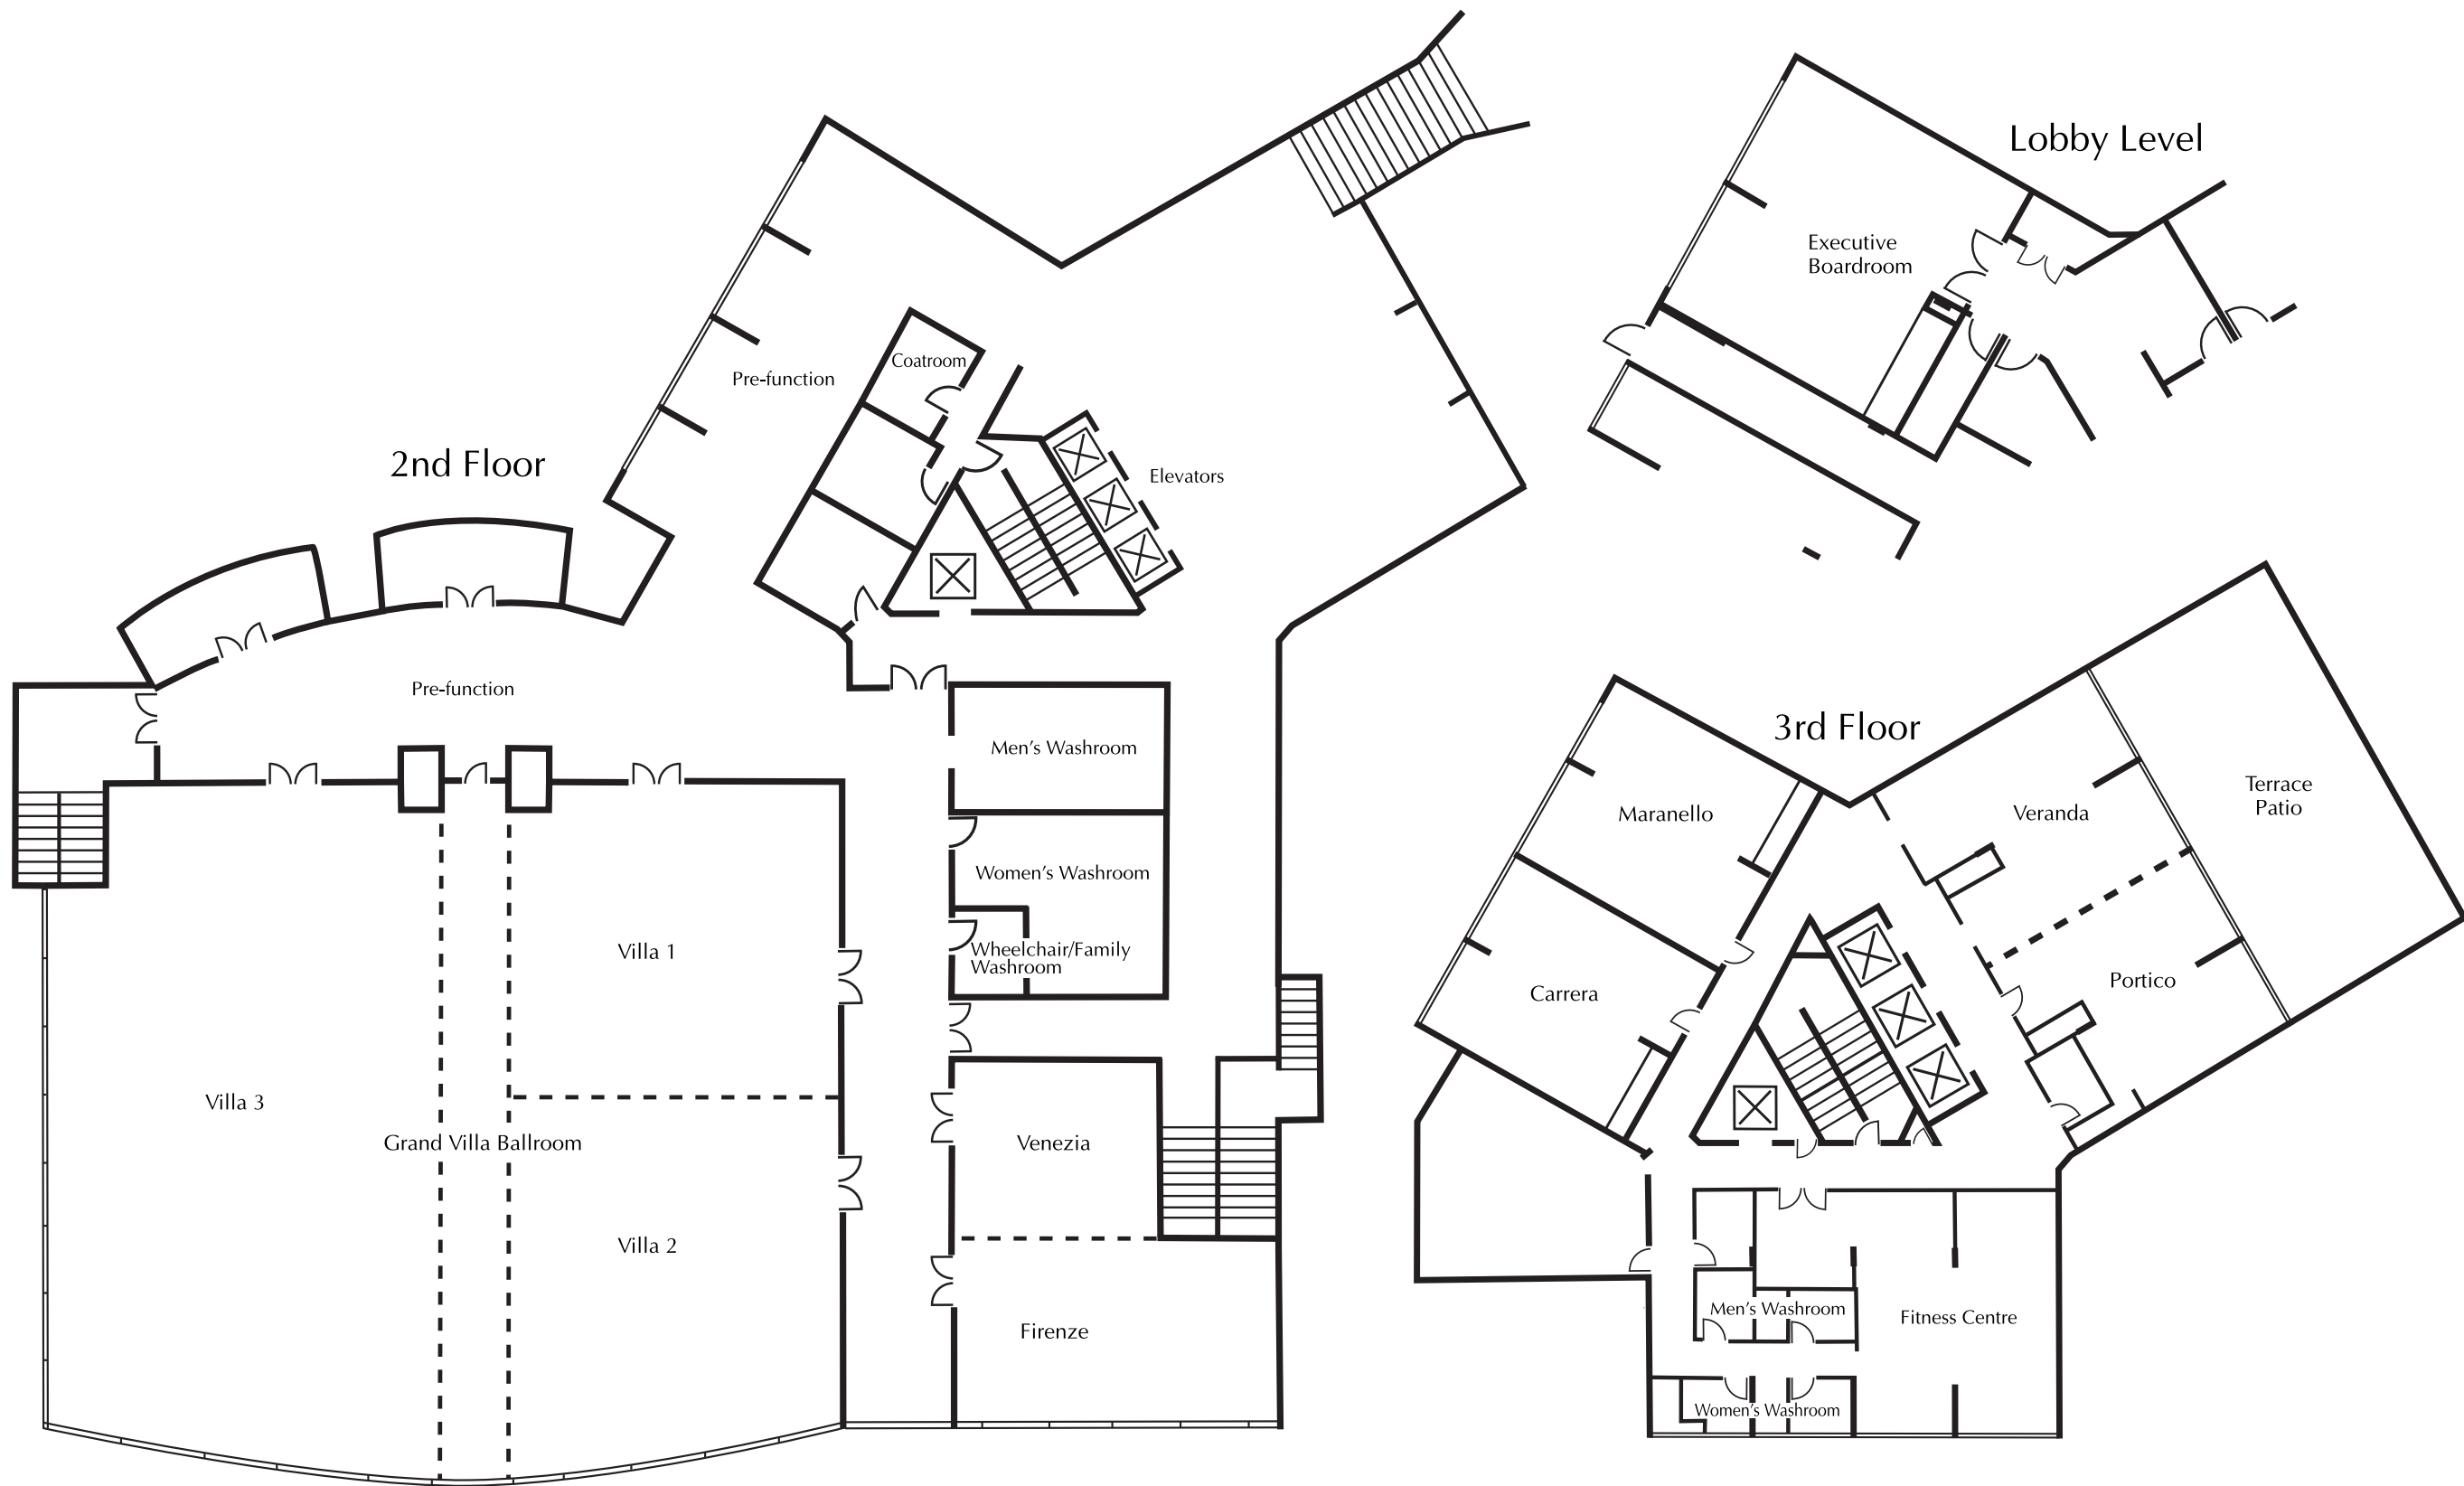 Lobby Level
Executive
Boardroom
2nd Floor
Coatroom
Pre-function
Elevators
Pre-function
Men's Washroom
Women's Washroom
Wheelchair/Family
Washroom
Villa 1
Villa 3
Grand Villa Ballroom
Venezia
Villa 2
Firenze
3rd Floor
Maranello
Veranda
Terrace
Patio
Carrera
Portico
Men's Washroom
Fitness Centre
Women's Washroom